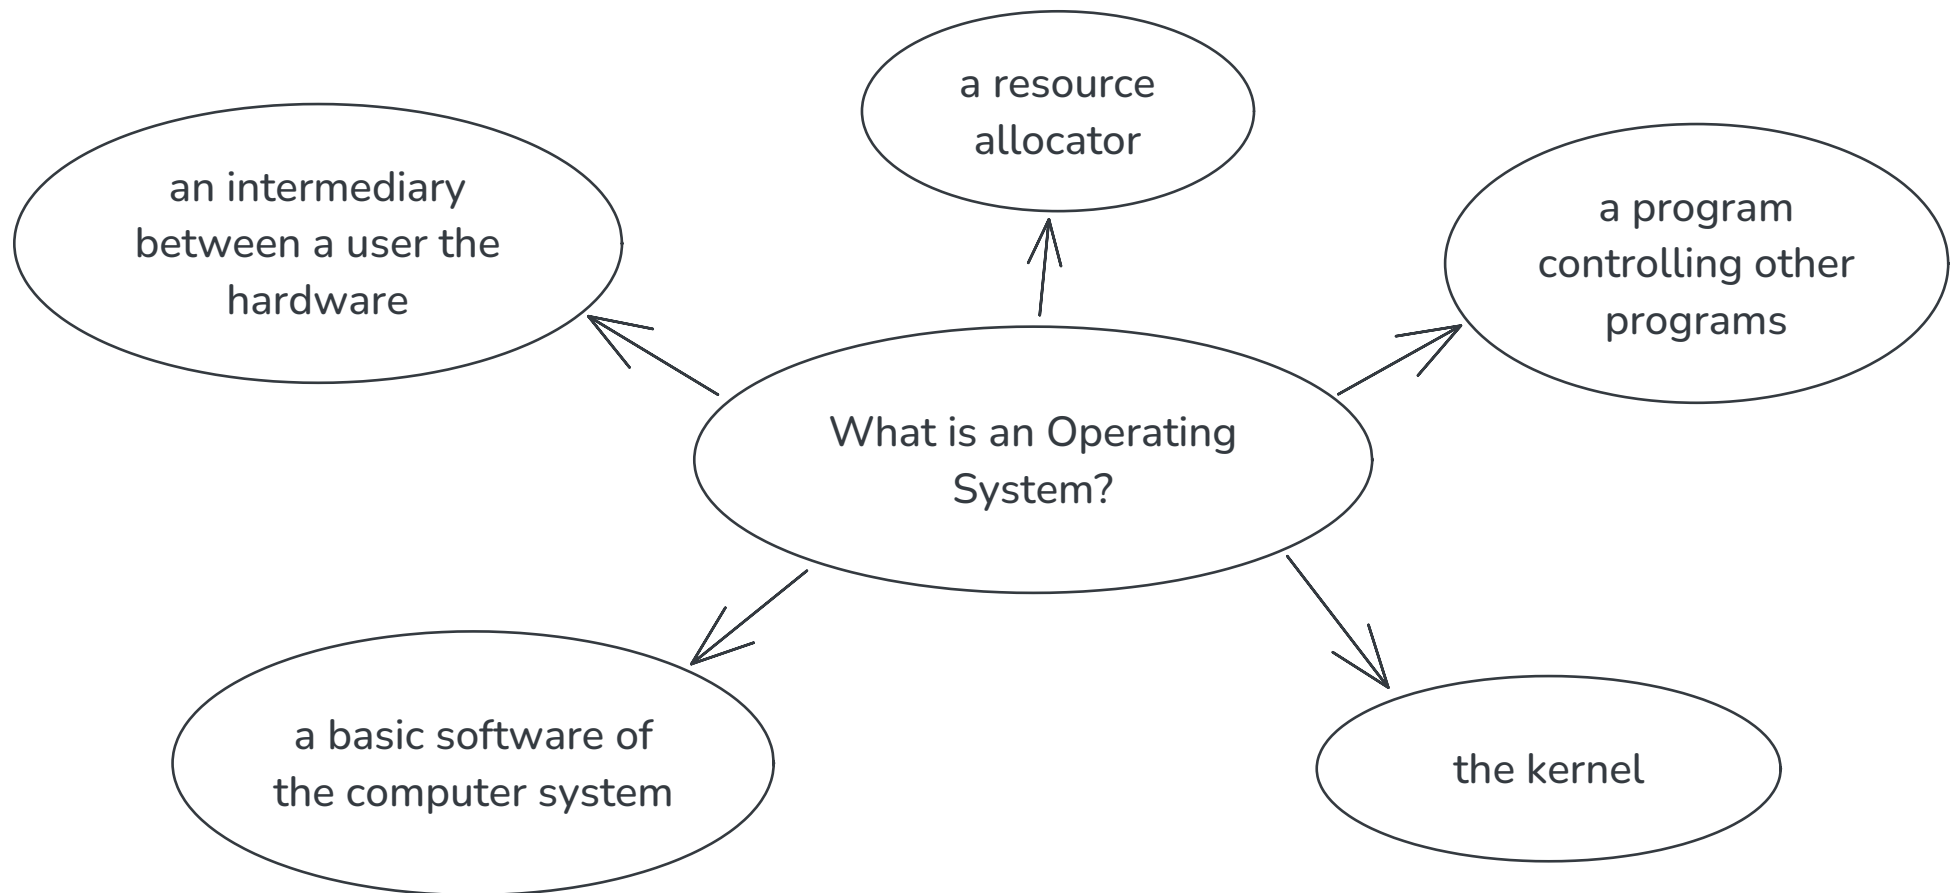 a resource
allocator
an intermediary
between a user the
hardware
a program
controlling other
programs
What is an Operating
System?
a basic software of
the computer system
the kernel